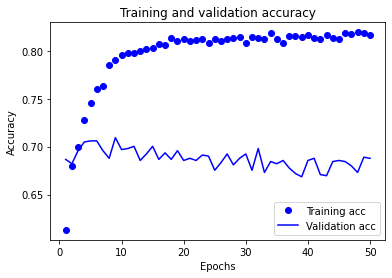 Training and validation accuracy
Accuracy
0.80
0.75
0.70
0.65
Training acc
Validation acc
0
10
20
30
40
50
Epochs